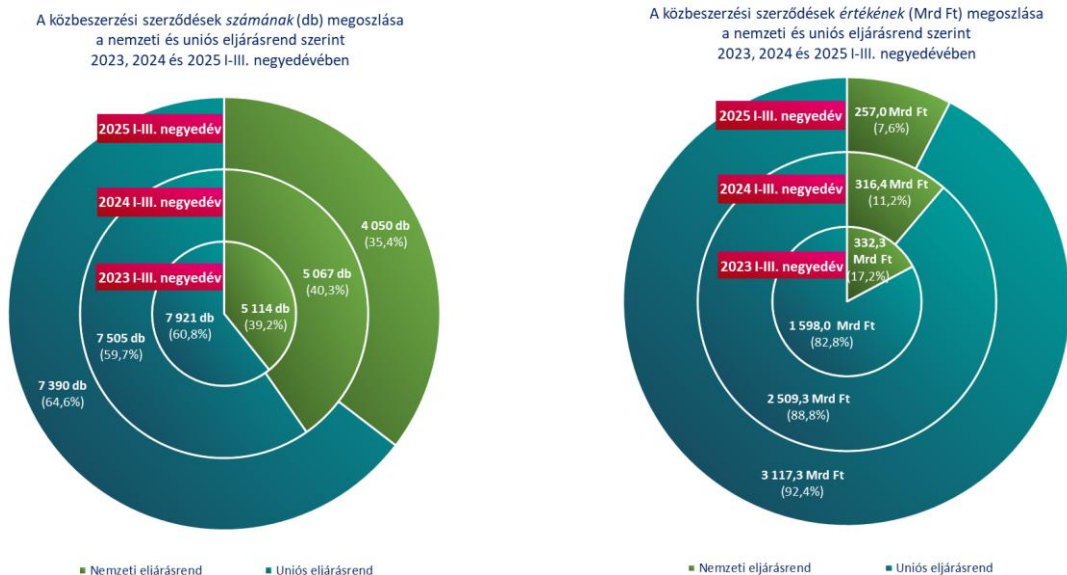 A közbeszerzési szerződések számának (db) megoszlása
a nemzeti és uniós eljárásrend szerint
2023, 2024 és 2025 I-III. negyedévében
2025 I-III. negyedév
2024 I-III. negyedév
2023 I-III. negyedév
4 050 db
(35,4%)
5 067 db
(40,3%)
5 114 db
(39,2%)
7 921 db
(60,8%)
7 505 db
(59,7%)
7 390 db
(64,6%)
Nemzeti eljárásrend
Uniós eljárásrend
A közbeszerzési szerződések értékének (Mrd Ft) megoszlása
a nemzeti és uniós eljárásrend szerint
2023, 2024 és 2025 I-III. negyedévében
2025 I-III. negyedév
2024 I-III. negyedév
2023 I-III. negyedév
257,0 Mrd Ft
(7,6%)
316,4 Mrd Ft
(11,2%)
332,3
Mrd Ft
(17,2%)
1 598,0 Mrd Ft
(82,8%)
2 509,3 Mrd Ft
(88,8%)
3 117,3 Mrd Ft
(92,4%)
Nemzeti eljárásrend
Uniós eljárásrend